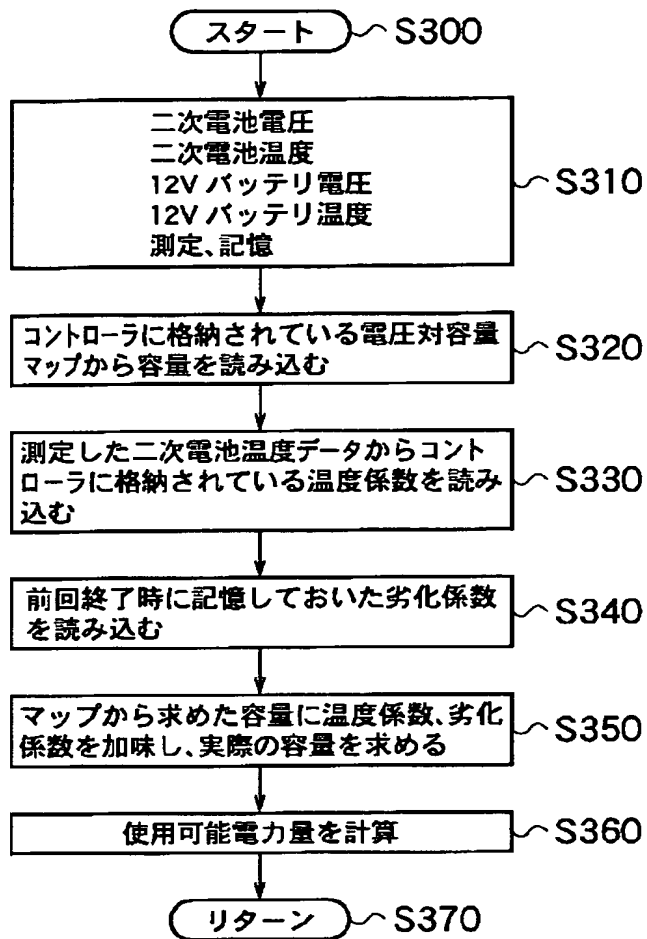 スタート
S300
二次電池電圧
二次電池温度
12V バッテリ電圧
12V バッテリ温度
測定、記憶
S310
コントローラに格納されている電圧対容量
マップから容量を読み込む
S320
測定した二次電池温度データからコント
ローラに格納されている温度係数を読み
込む
S330
前回終了時に記憶しておいた劣化係数
を読み込む
S340
マップから求めた容量に温度係数、劣化
係数を加味し、実際の容量を求める
S350
使用可能電力量を計算
S360
リターン
S370